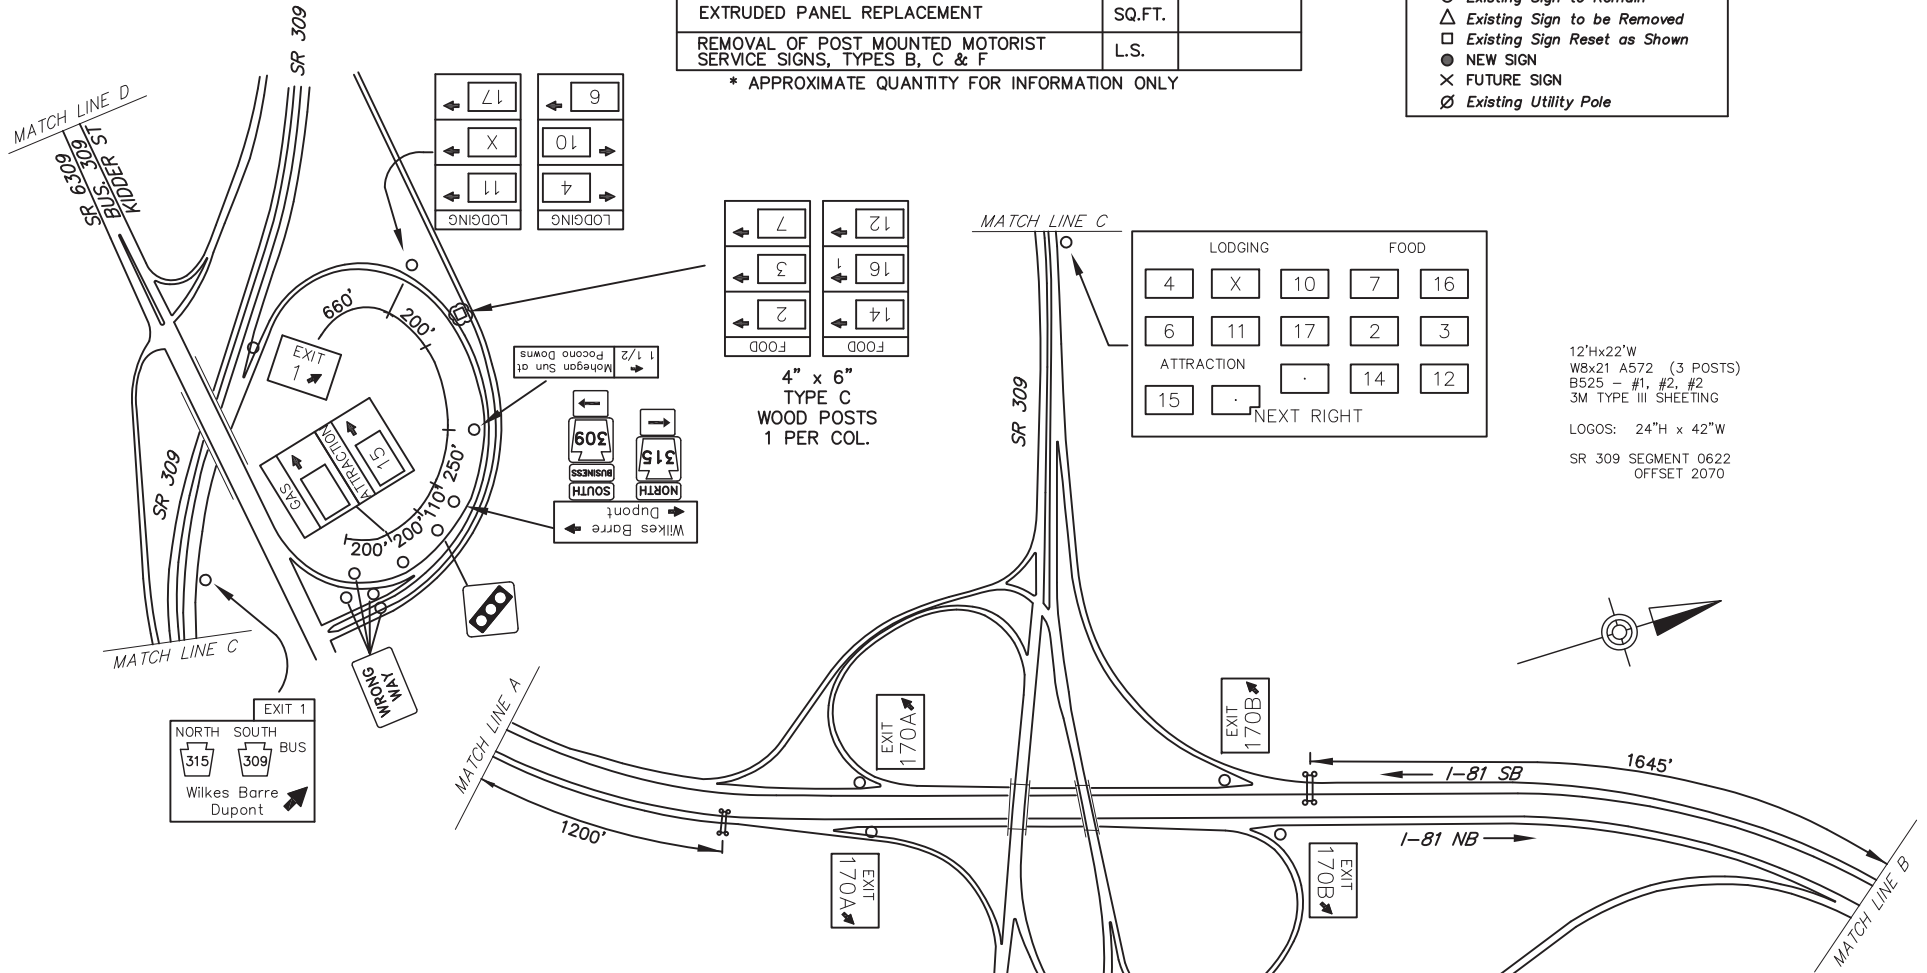 EXTRUDED PANEL REPLACEMENT SQ.FT.
REMOVAL OF POST MOUNTED MOTORIST
SERVICE SIGNS, TYPES B, C & F
L.S.
* APPROXIMATE QUANTITY FOR INFORMATION ONLY
Existing Sign to Remain
Existing Sign to be Removed
Existing Sign Reset as Shown
NEW SIGN
FUTURE SIGN
Existing Utility Pole
MATCH LINE D
SR 6309
BUS. 309
KIDDER ST
SR 309
LODGING
11
X
17
LODGING
4
10
6
FOOD
2
3
7
FOOD
14
16 1
12
4" x 6"
TYPE C
WOOD POSTS
1 PER COL.
660'
200'
250'
110'
200'
200'
EXIT
1
GAS
ATTRACTION
15
Mohegan Sun at
Pocono Downs
1 1/2
SOUTH
BUSINESS
309
NORTH
315
Wilkes Barre
Dupont
WRONG
WAY
SR 309
MATCH LINE C
EXIT 1
NORTH SOUTH
315 309 BUS
Wilkes Barre
Dupont
MATCH LINE C
SR 309
LODGING FOOD
4 X 10 7 16
6 11 17 2 3
ATTRACTION
14 12
15
NEXT RIGHT
12'Hx22'W
W8x21 A572 (3 POSTS)
B525 - #1, #2, #2
3M TYPE III SHEETING
LOGOS: 24"H x 42"W
SR 309 SEGMENT 0622
OFFSET 2070
MATCH LINE A
1200'
EXIT
170A
EXIT
170B
EXIT
170A
EXIT
170B
I-81 SB
I-81 NB
1645'
MATCH LINE B